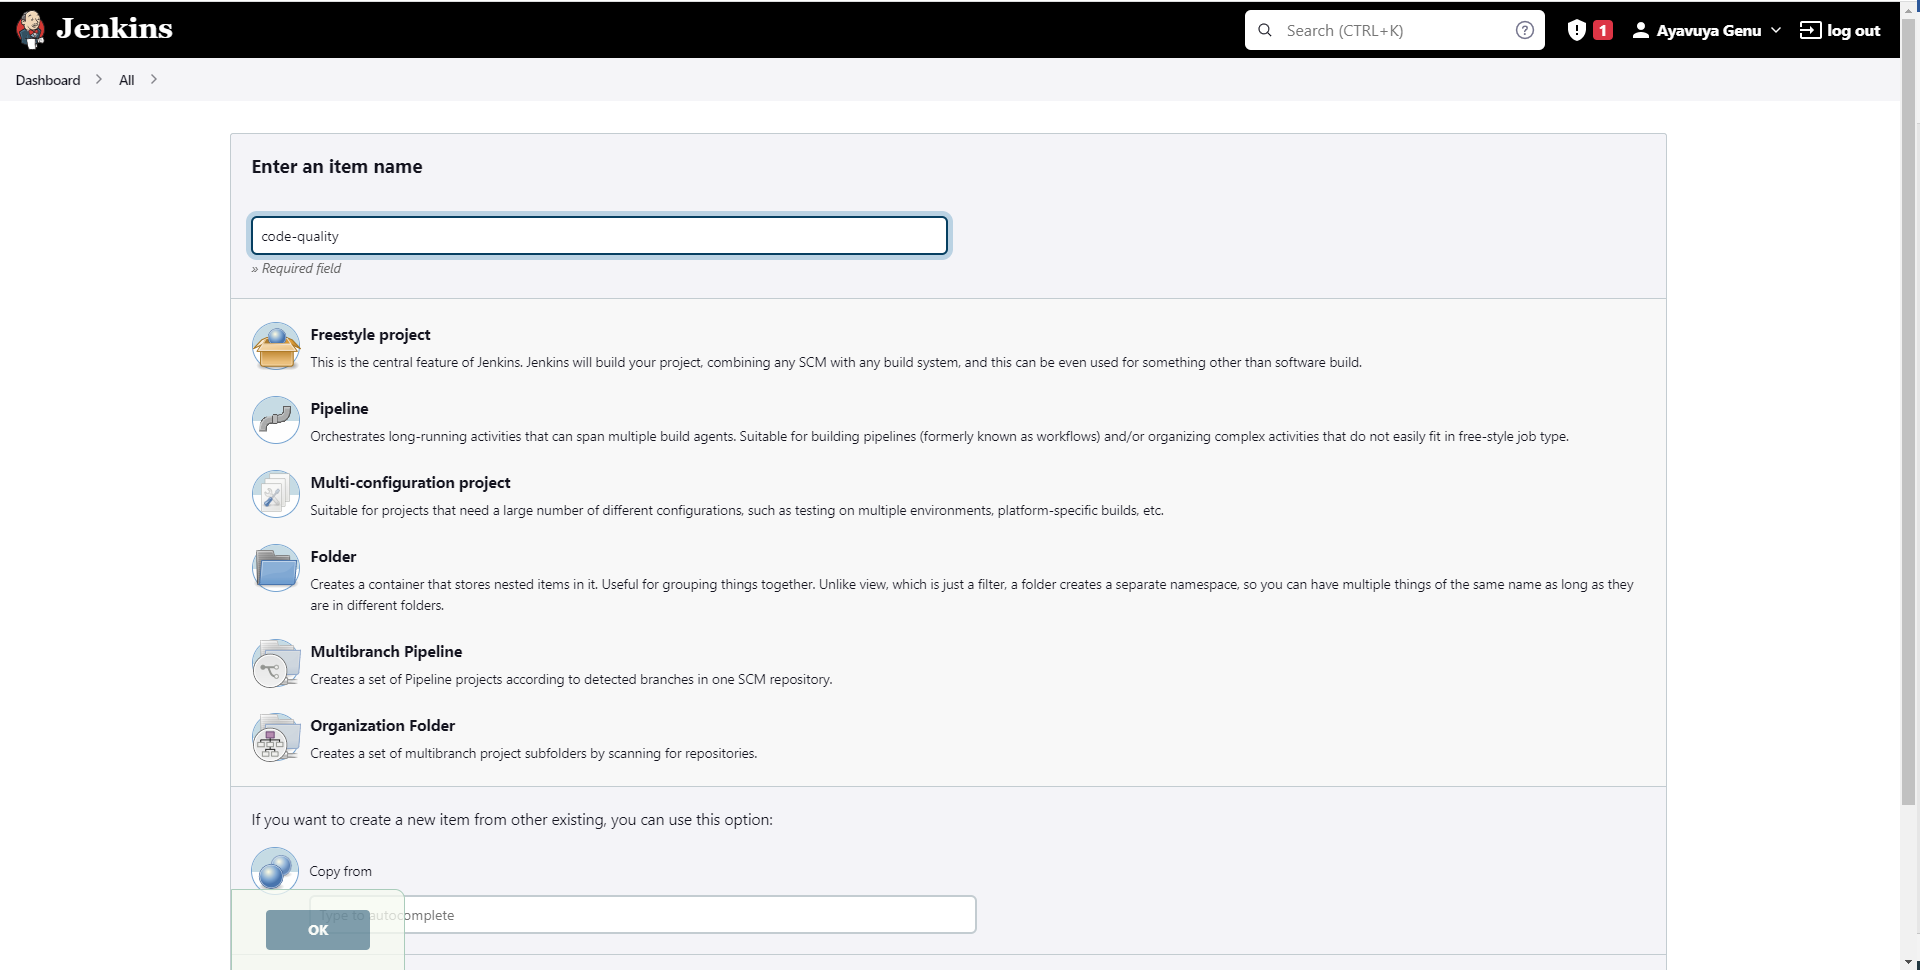 Jenkins
Search (CTRL+K)
1
Ayavuya Genu
log out
Dashboard
All
Enter an item name
code-quality
» Required field
Freestyle project
This is the central feature of Jenkins. Jenkins will build your project, combining any SCM with any build system, and this can be even used for something other than software build.
Pipeline
Orchestrates long-running activities that can span multiple build agents. Suitable for building pipelines (formerly known as workflows) and/or organizing complex activities that do not easily fit in free-style job type.
Multi-configuration project
Suitable for projects that need a large number of different configurations, such as testing on multiple environments, platform-specific builds, etc.
Folder
Creates a container that stores nested items in it. Useful for grouping things together. Unlike view, which is just a filter, a folder creates a separate namespace, so you can have multiple things of the same name as long as they
are in different folders.
Multibranch Pipeline
Creates a set of Pipeline projects according to detected branches in one SCM repository.
Organization Folder
Creates a set of multibranch project subfolders by scanning for repositories.
If you want to create a new item from other existing, you can use this option:
Copy from
Type to autocomplete
OK